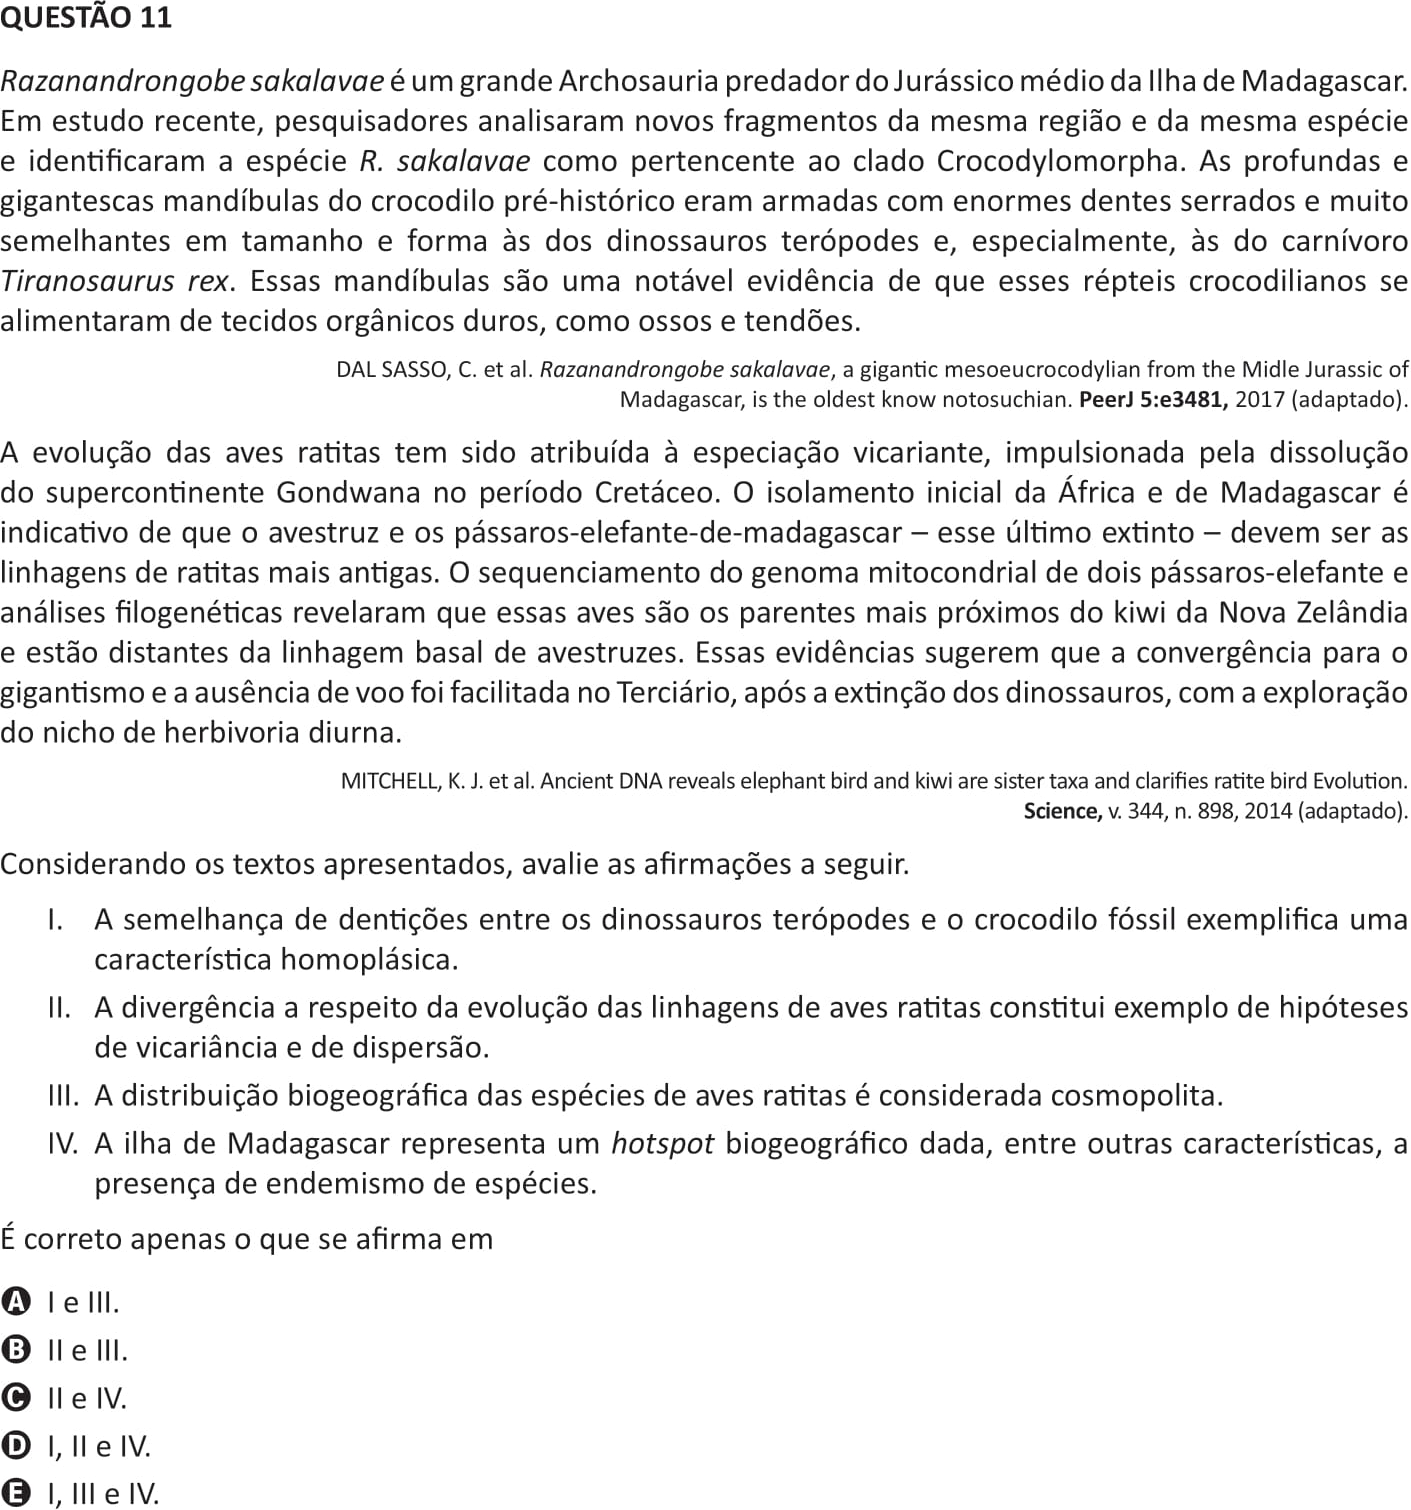 QUESTÃO 11
Razanandrongobe sakalavae é um grande Archosauria predador do Jurássico médio da Ilha de Madagascar.
Em estudo recente, pesquisadores analisaram novos fragmentos da mesma região e da mesma espécie
e identificaram a espécie R. sakalavae como pertencente ao clado Crocodylomorpha. As profundas e
gigantescas mandíbulas do crocodilo pré-histórico eram armadas com enormes dentes serrados e muito
semelhantes em tamanho e forma às dos dinossauros terópodes e, especialmente, às do carnívoro
Tiranosaurus rex. Essas mandíbulas são uma notável evidência de que esses répteis crocodilianos se
alimentaram de tecidos orgânicos duros, como ossos e tendões.
DAL SASSO, C. et al. Razanandrongobe sakalavae, a gigantic mesoeucrocodylian from the Midle Jurassic of
Madagascar, is the oldest know notosuchian. PeerJ 5:e3481, 2017 (adaptado).
A evolução das aves ratitas tem sido atribuída à especiação vicariante, impulsionada pela dissolução
do supercontinente Gondwana no período Cretáceo. O isolamento inicial da África e de Madagascar é
indicativo de que o avestruz e os pássaros-elefante-de-madagascar – esse último extinto – devem ser as
linhagens de ratitas mais antigas. O sequenciamento do genoma mitocondrial de dois pássaros-elefante e
análises filogenéticas revelaram que essas aves são os parentes mais próximos do kiwi da Nova Zelândia
e estão distantes da linhagem basal de avestruzes. Essas evidências sugerem que a convergência para o
gigantismo e a ausência de voo foi facilitada no Terciário, após a extinção dos dinossauros, com a exploração
do nicho de herbivoria diurna.
MITCHELL, K. J. et al. Ancient DNA reveals elephant bird and kiwi are sister taxa and clarifies ratite bird Evolution.
Science, v. 344, n. 898, 2014 (adaptado).
Considerando os textos apresentados, avalie as afirmações a seguir.
I. A semelhança de dentições entre os dinossauros terópodes e o crocodilo fóssil exemplifica uma
característica homoplásica.
II. A divergência a respeito da evolução das linhagens de aves ratitas constitui exemplo de hipóteses
de vicariância e de dispersão.
III. A distribuição biogeográfica das espécies de aves ratitas é considerada cosmopolita.
IV. A ilha de Madagascar representa um hotspot biogeográfico dada, entre outras características, a
presença de endemismo de espécies.
É correto apenas o que se afirma em
A I e III.
B II e III.
C II e IV.
D I, II e IV.
E I, III e IV.